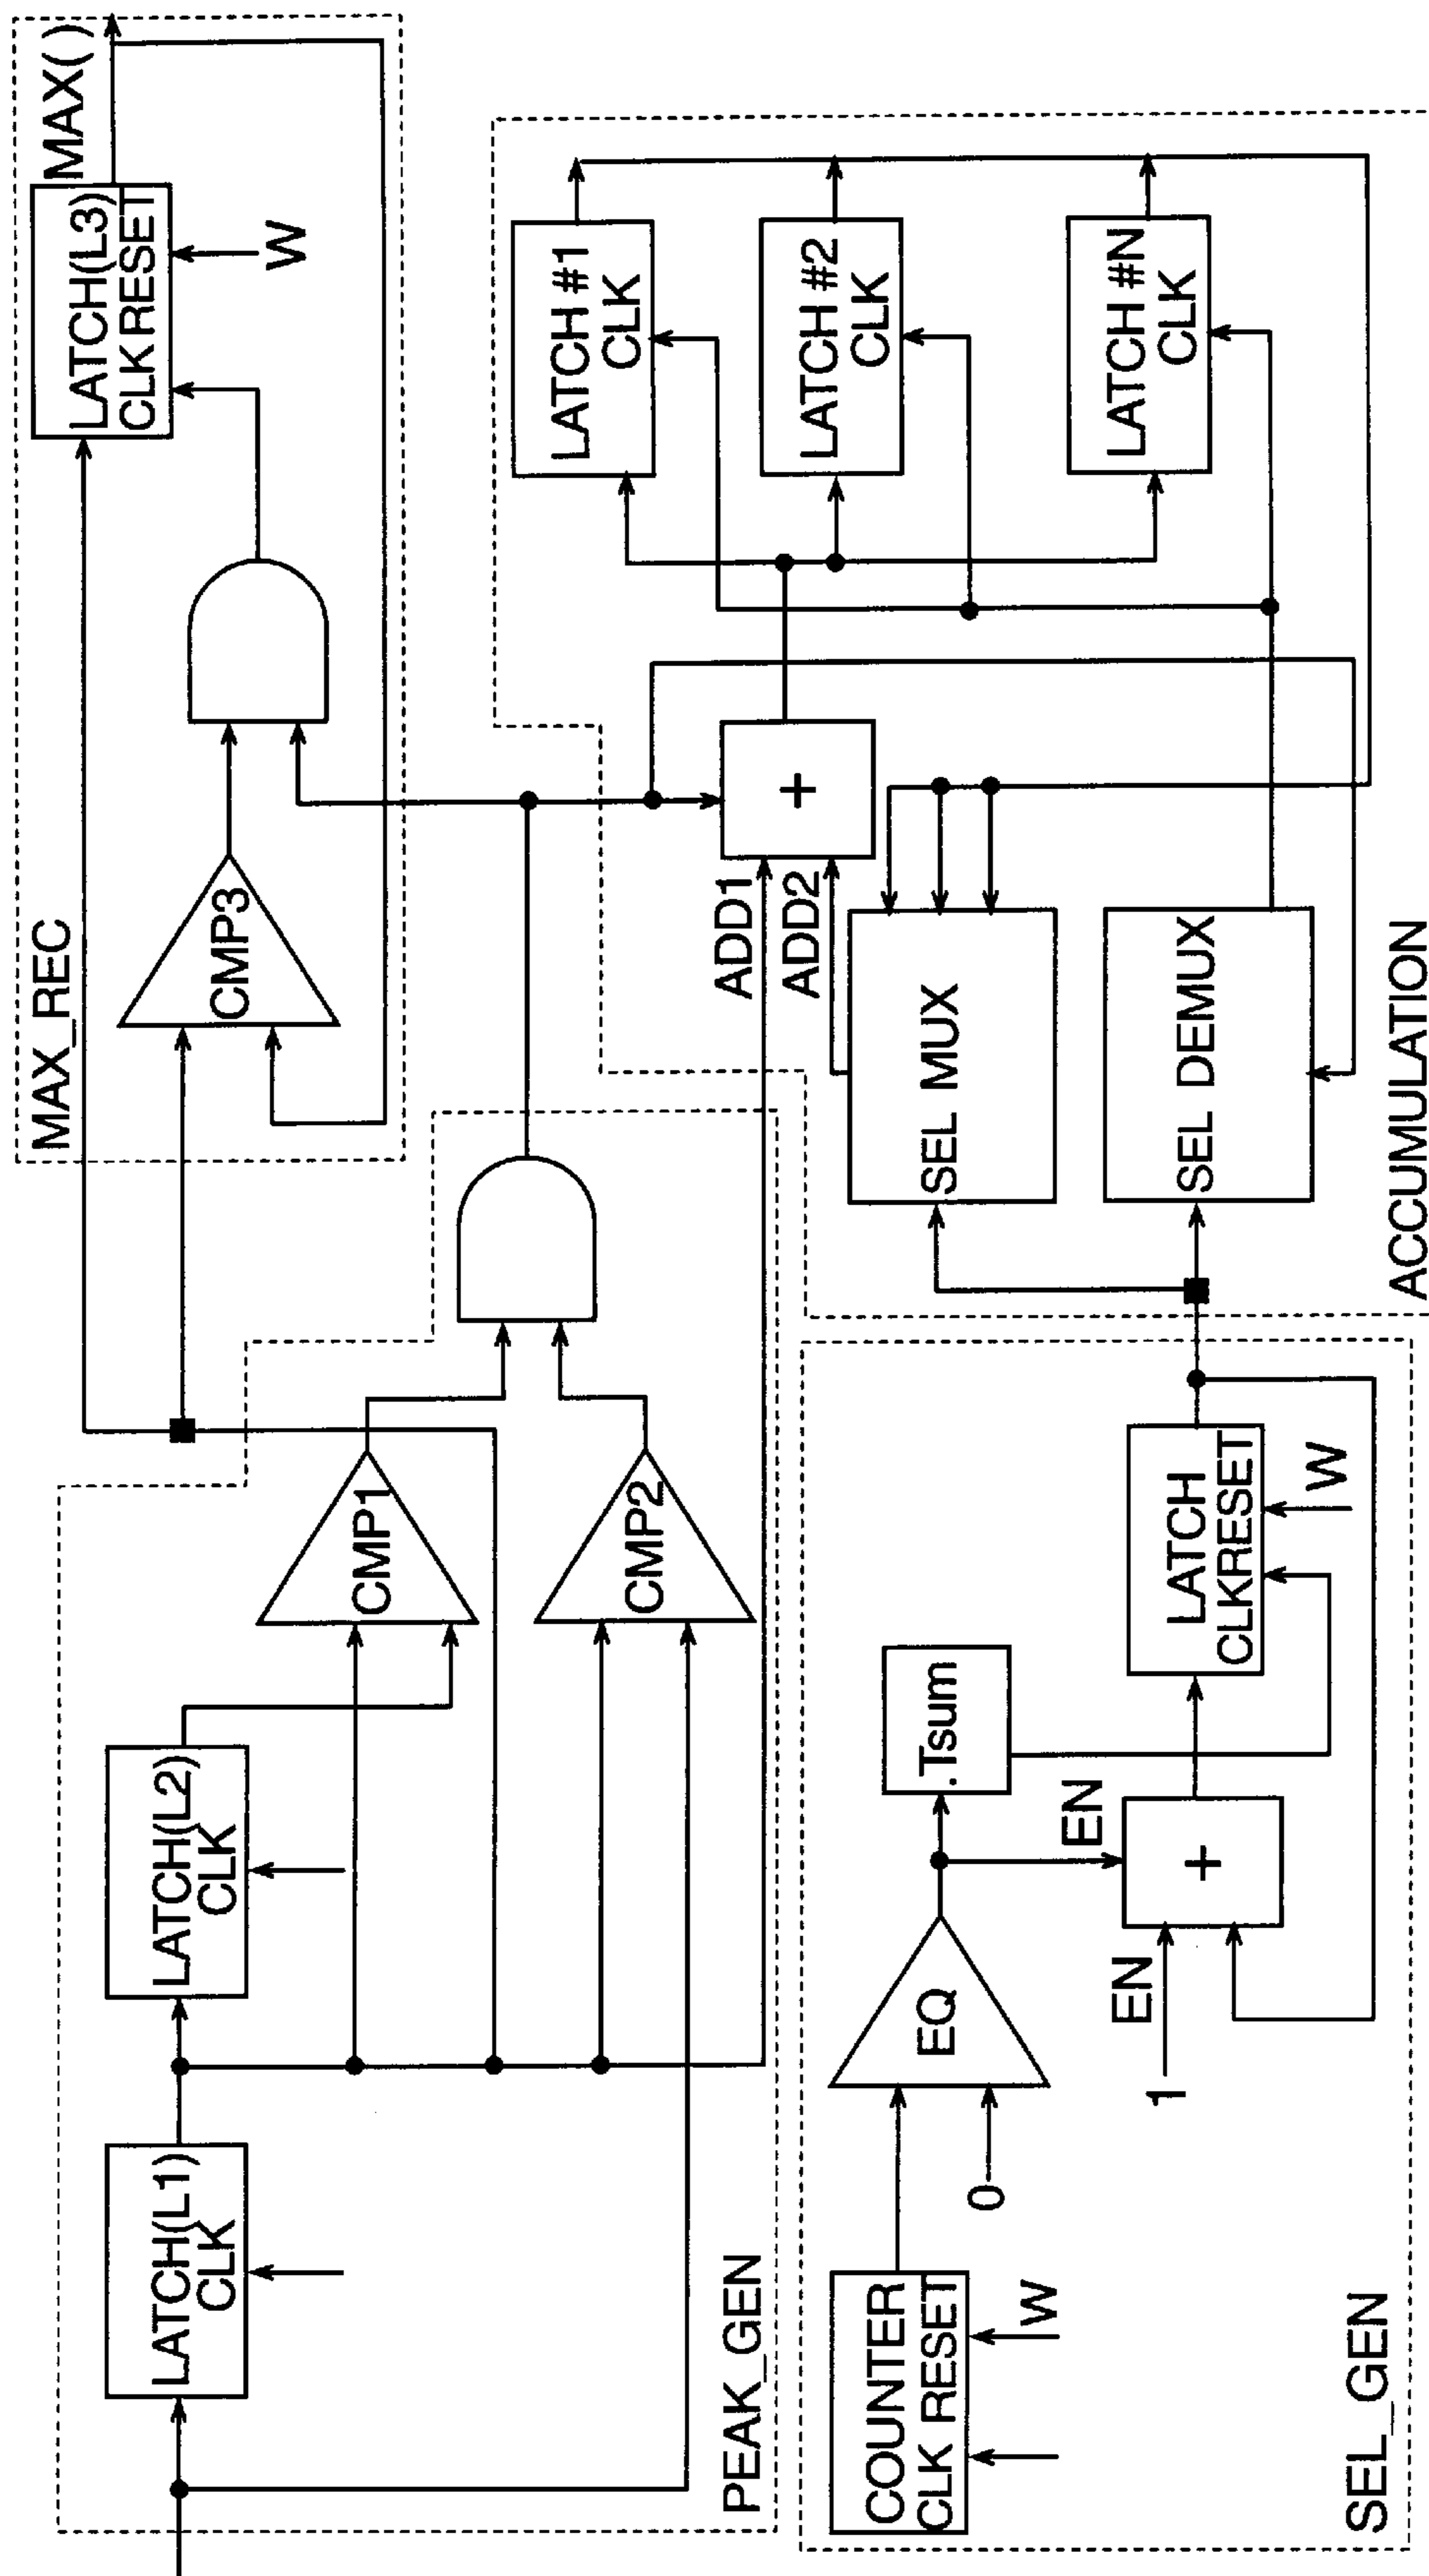 MAX_REC
LATCH(L3)
CLK RESET
MAX( )
W
CMP3
LATCH(L1)
CLK
LATCH(L2)
CLK
CMP1
CMP2
PEAK_GEN
ADD1
ADD2
+
LATCH #1
CLK
LATCH #2
CLK
LATCH #N
CLK
SEL MUX
SEL DEMUX
ACCUMULATION
COUNTER
CLK RESET
W
0
EQ
.Tsum
EN
EN
1
+
LATCH
CLKRESET
W
SEL_GEN